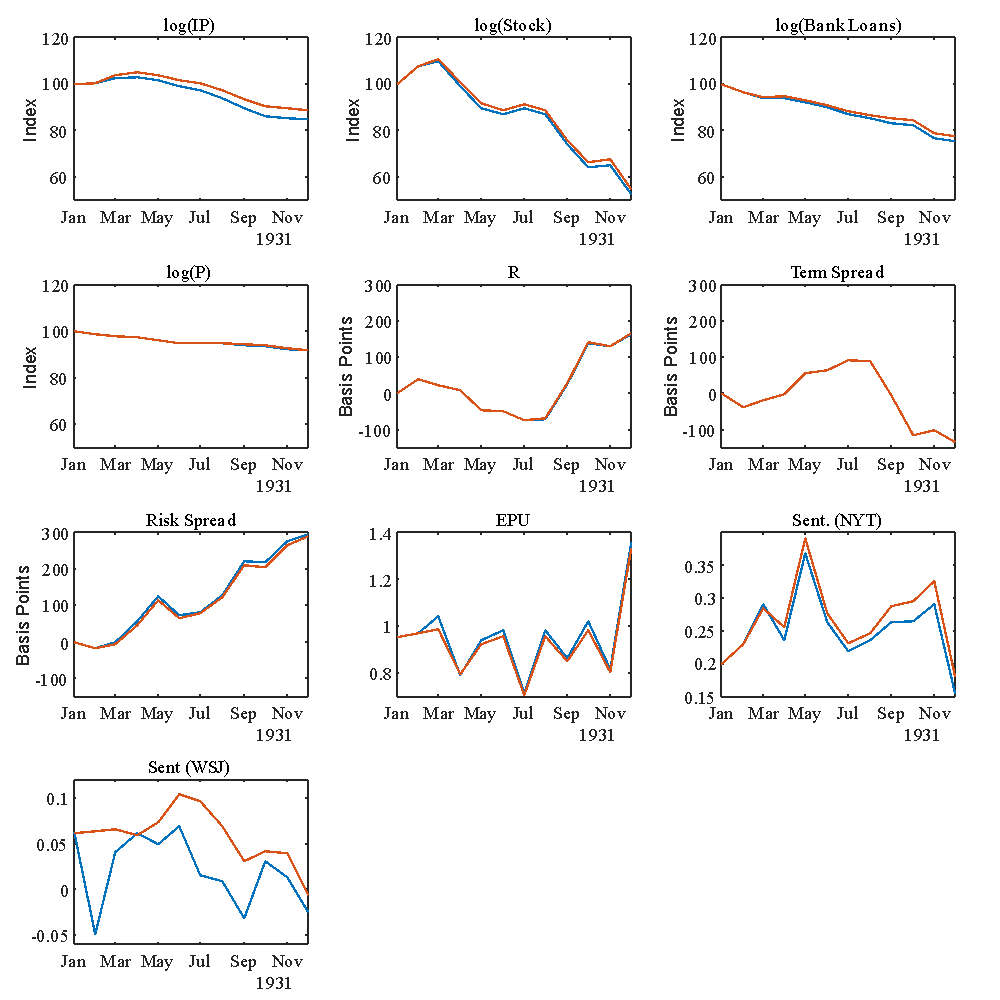 log(IP)
120
100
80
60
Index
Jan Mar May Jul Sep Nov
1931
log(Stock)
120
100
80
60
Index
Jan Mar May Jul Sep Nov
1931
log(Bank Loans)
120
100
80
60
Index
Jan Mar May Jul Sep Nov
1931
log(P)
120
100
80
60
Index
Jan Mar May Jul Sep Nov
1931
R
300
200
100
0
-100
Basis Points
Jan Mar May Jul Sep Nov
1931
Term Spread
300
200
100
0
-100
Basis Points
Jan Mar May Jul Sep Nov
1931
Risk Spread
300
200
100
0
-100
Basis Points
Jan Mar May Jul Sep Nov
1931
EPU
1.4
1.2
1
0.8
Jan Mar May Jul Sep Nov
1931
Sent. (NYT)
0.35
0.3
0.25
0.2
0.15
Jan Mar May Jul Sep Nov
1931
Sent (WSJ)
0.1
0.05
0
-0.05
Jan Mar May Jul Sep Nov
1931